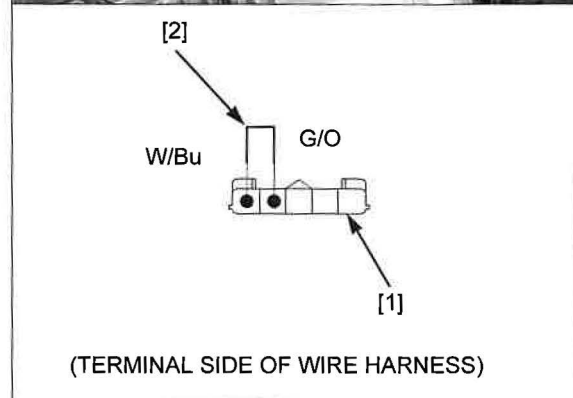 [2]
W/Bu
G/O
[1]
(TERMINAL SIDE OF WIRE HARNESS)